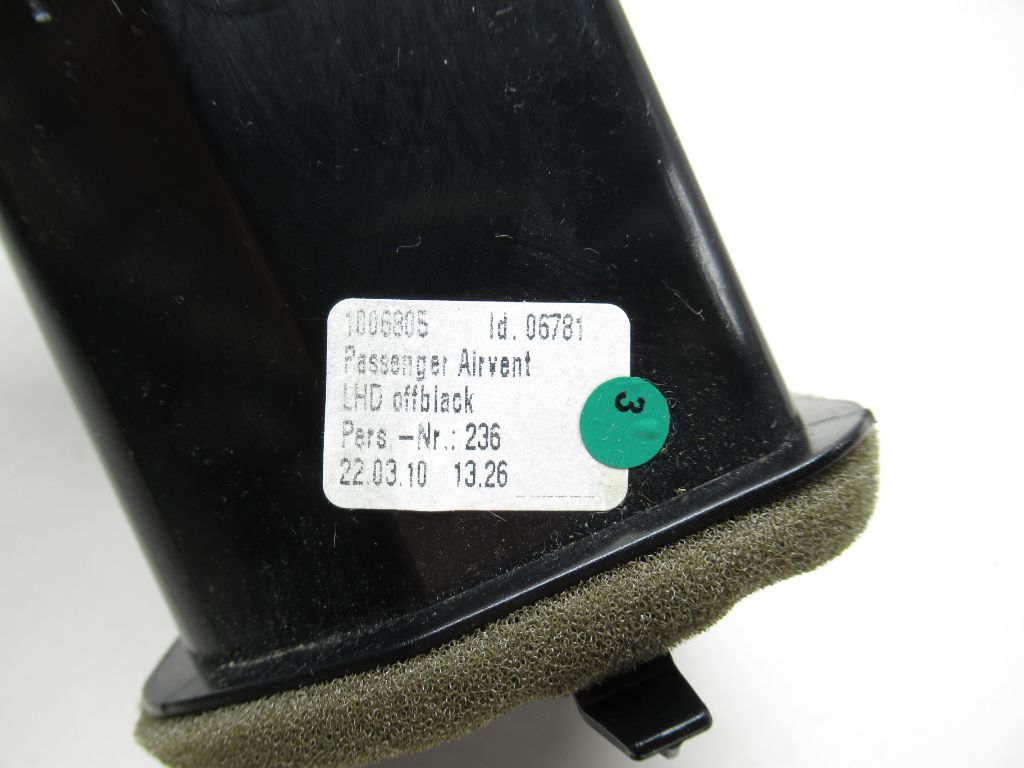 1006805 Id. 06781
Passenger Airvent
LHD offblack
Pers.-Nr.: 236
22.03.10 13.26
3